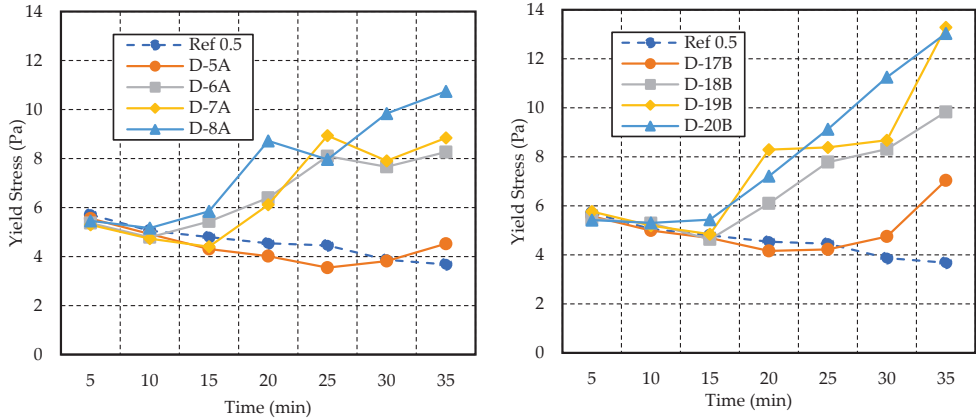 14
12
10
8
6
4
2
0
Yield Stress (Pa)
Ref 0.5
D-5A
D-6A
D-7A
D-8A
5 10 15 20 25 30 35
Time (min)
14
12
10
8
6
4
2
0
Yield Stress (Pa)
Ref 0.5
D-17B
D-18B
D-19B
D-20B
5 10 15 20 25 30 35
Time (min)